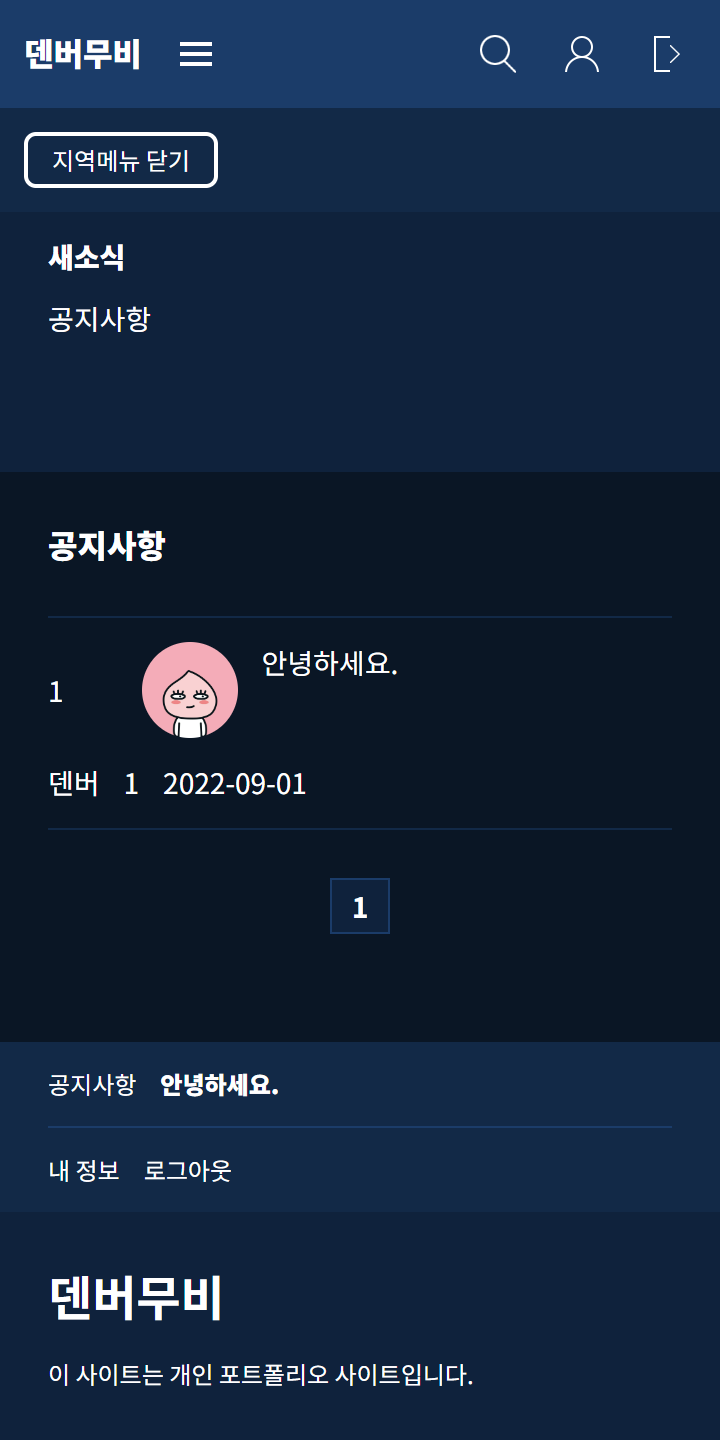 덴버무비
지역메뉴 닫기
새소식
공지사항
공지사항
1
안녕하세요.
덴버 1 2022-09-01
1
공지사항 안녕하세요.
내 정보 로그아웃
덴버무비
이 사이트는 개인 포트폴리오 사이트입니다.